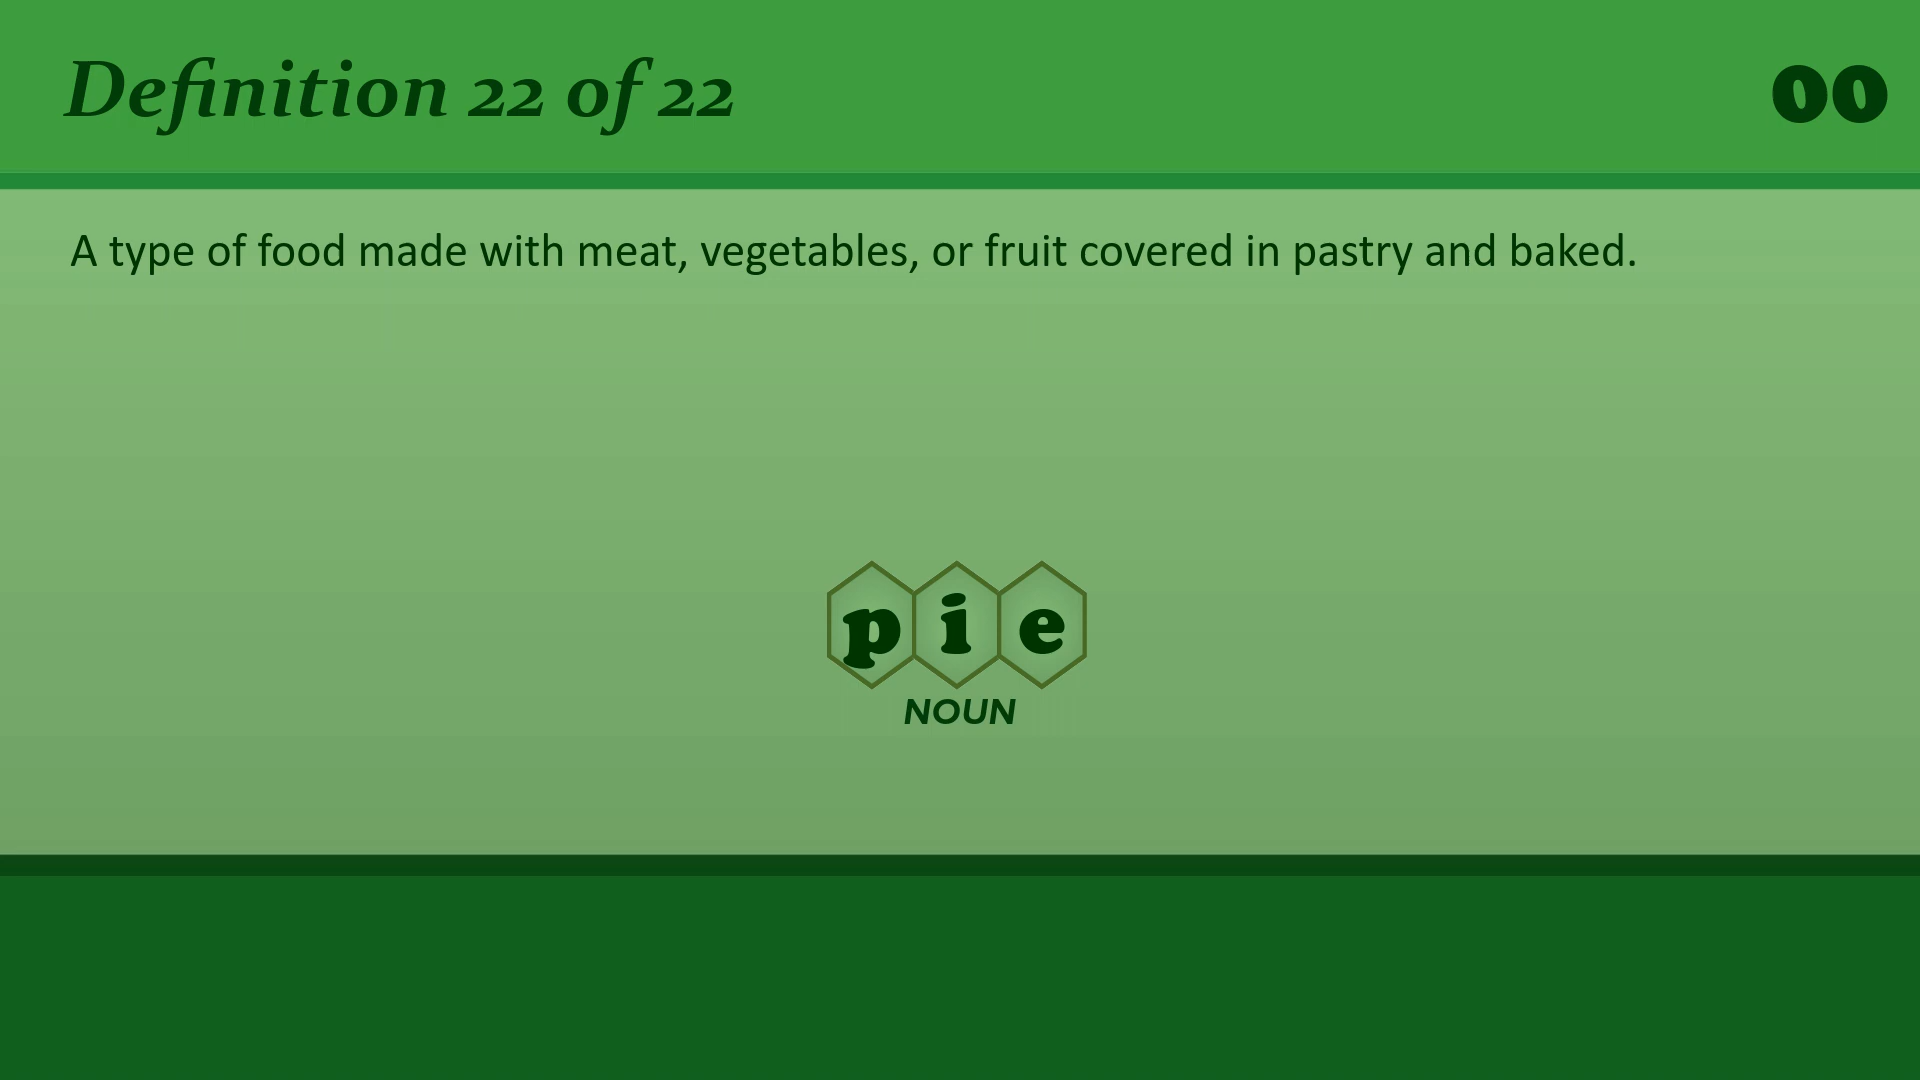 Definition 22 of 22
00
A type of food made with meat, vegetables, or fruit covered in pastry and baked.
pie
NOUN